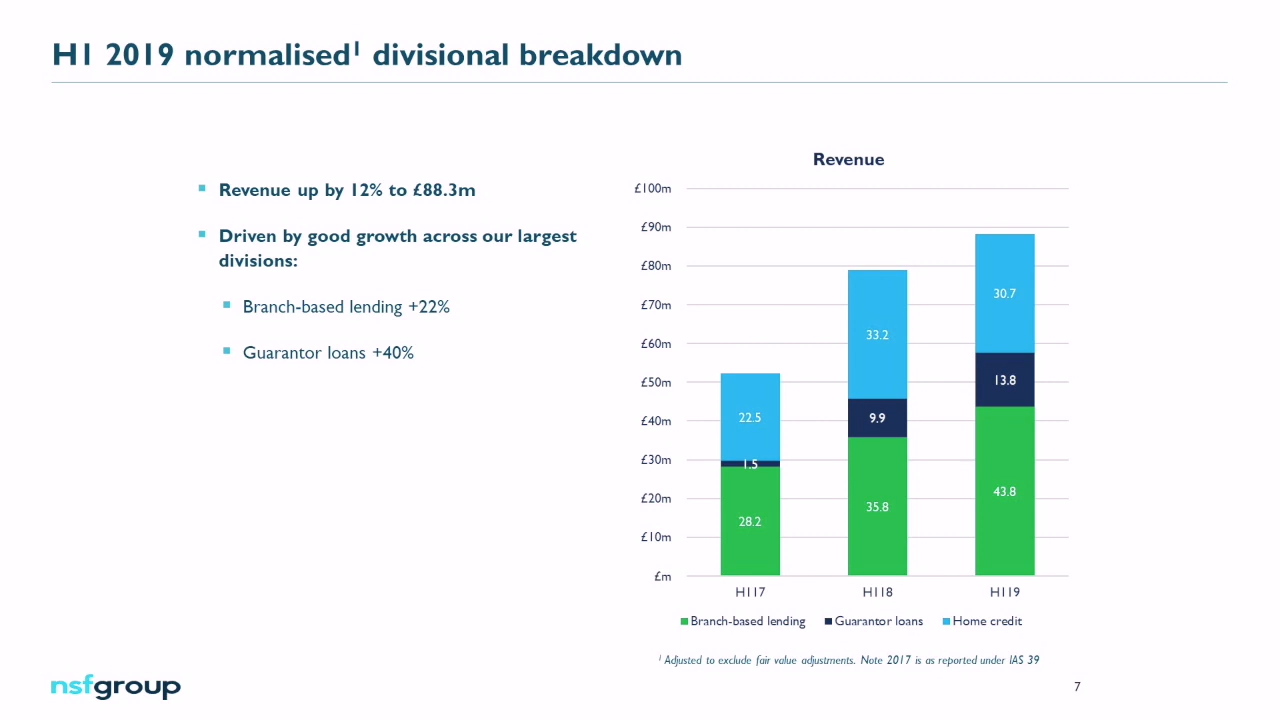 H1 2019 normalised¹ divisional breakdown
▪ Revenue up by 12% to £88.3m
▪ Driven by good growth across our largest
divisions:
▪ Branch-based lending +22%
▪ Guarantor loans +40%
Revenue
£100m
£90m
£80m
£70m
£60m
£50m
£40m
£30m
£20m
£10m
£m
22.5
1.5
28.2
33.2
9.9
35.8
30.7
13.8
43.8
H117 H118 H119
Branch-based lending Guarantor loans Home credit
¹ Adjusted to exclude fair value adjustments. Note 2017 is as reported under IAS 39
nsfgroup
7